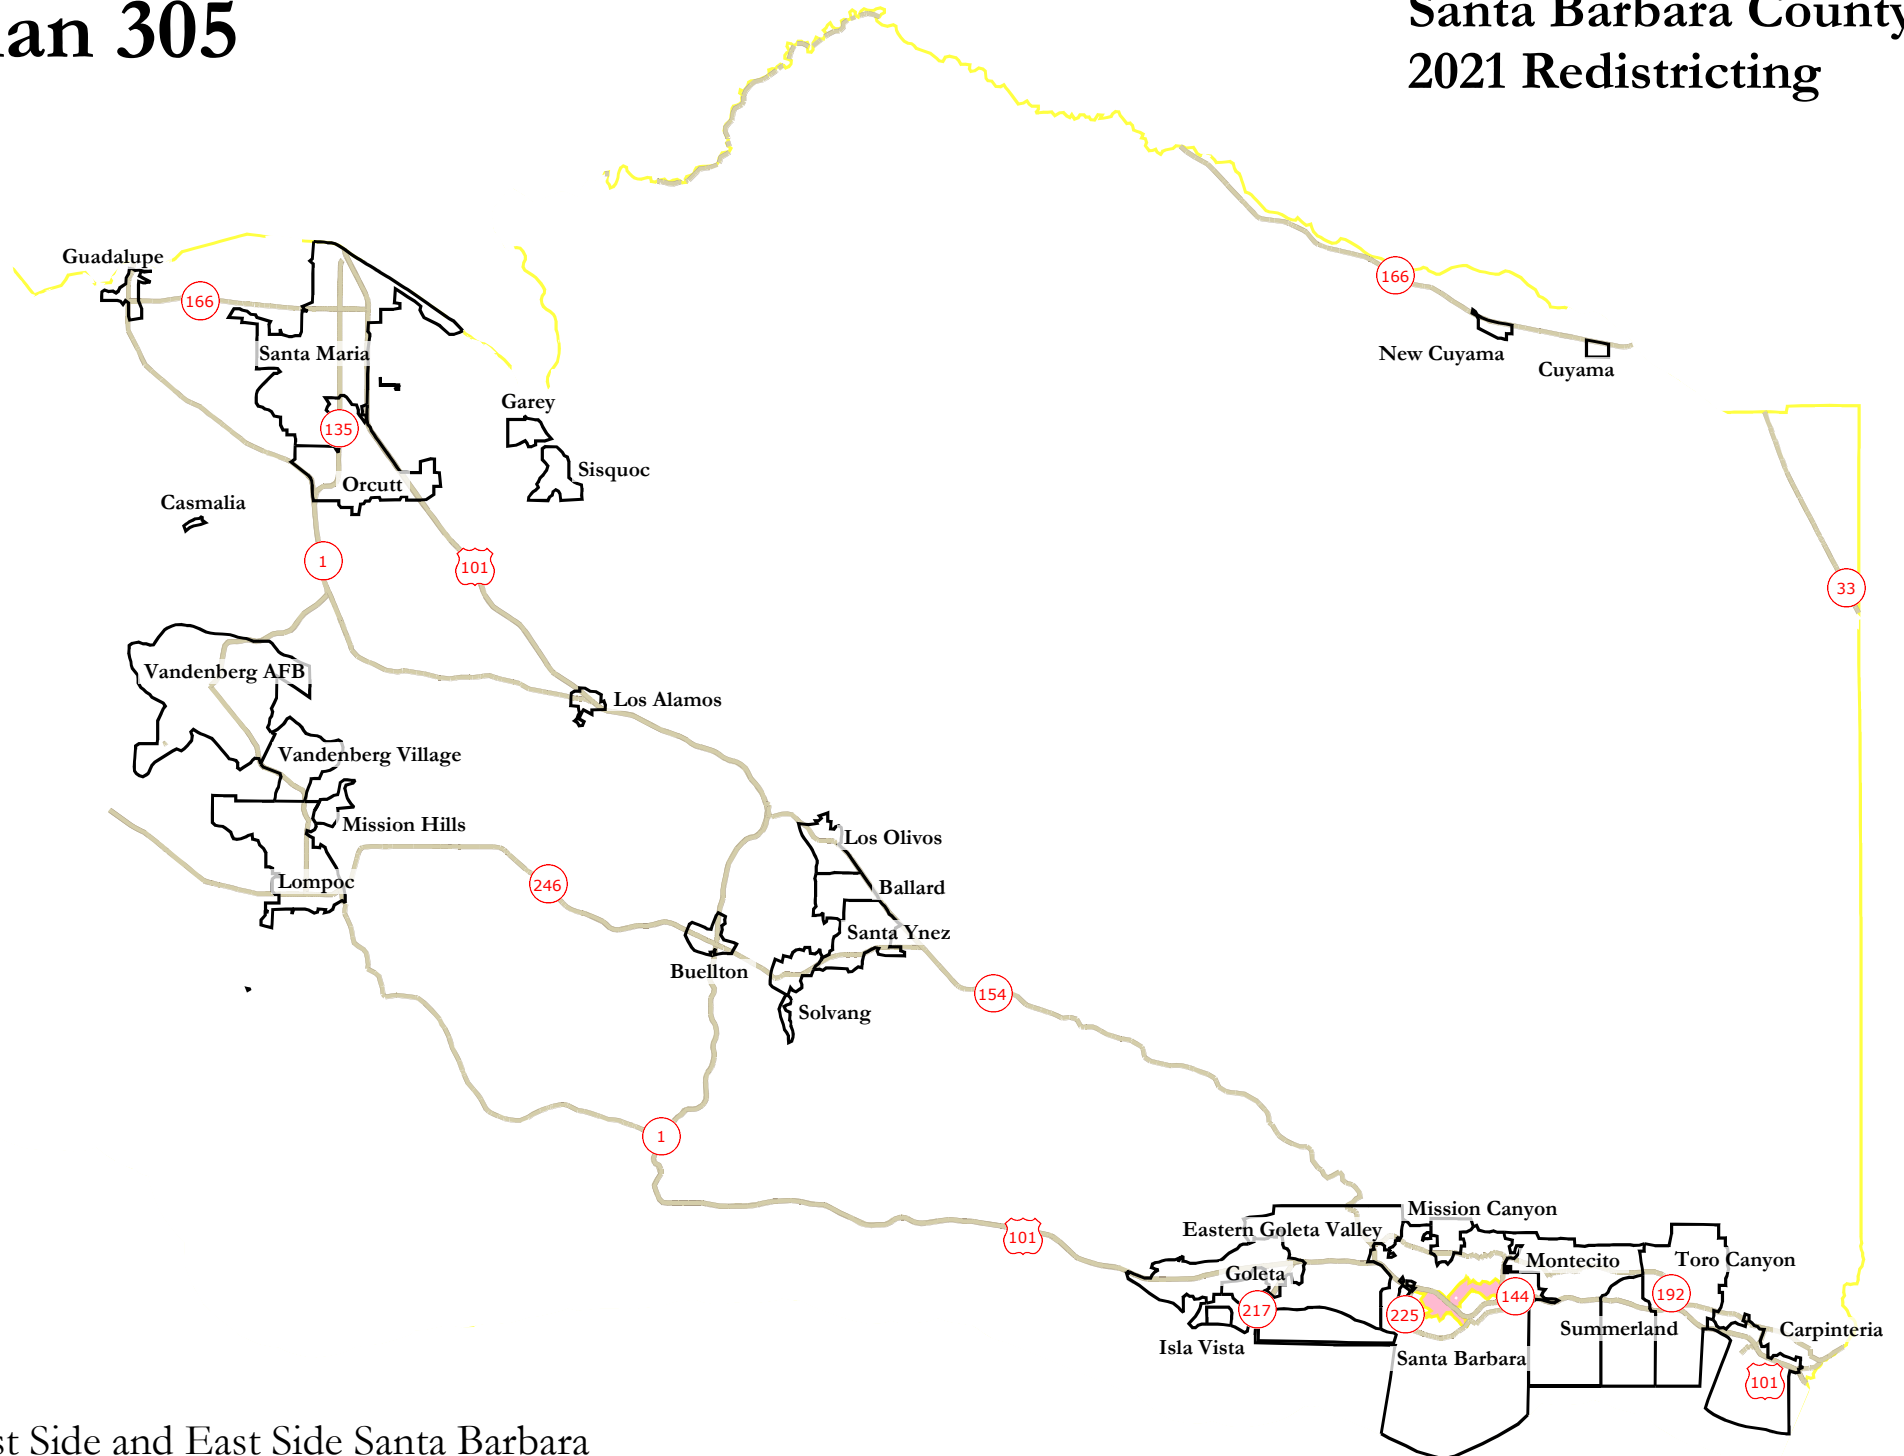 305
Santa Barbara County
2021 Redistricting
Guadalupe
166
166
Santa Maria
New Cuyama
Cuyama
Garey
135
Sisquoc
Orcutt
Casmalia
1
101
33
Vandenberg AFB
Los Alamos
Vandenberg Village
Mission Hills
Los Olivos
Lompoc
246
Ballard
Santa Ynez
Buellton
154
Solvang
1
Mission Canyon
Eastern Goleta Valley
101
Montecito
Toro Canyon
Goleta
217
225
144
192
Summerland
Carpinteria
Isla Vista
Santa Barbara
101
Side and East Side Santa Barbara